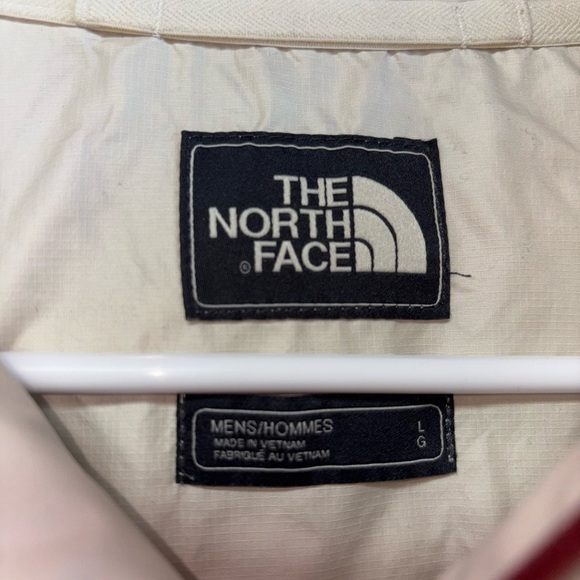 THE
NORTH
® FACE
MENS/HOMMES L
MADE IN VIETNAM G
FABRIQUÉ AU VIETNAM